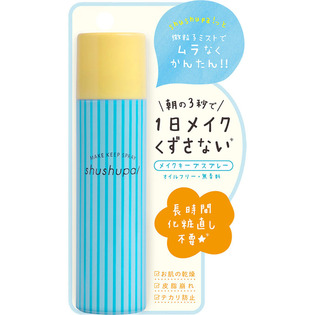 shushupa!は
微粒子ミストで
ムラなく
かんたん!!
朝の3秒で
1日メイク
くずさない*
メイクキープスプレー
オイルフリー・無香料
MAKE KEEP SPRAY
shushupa!
長時間
化粧直し
不要★
お肌の乾燥
皮脂崩れ
テカリ防止